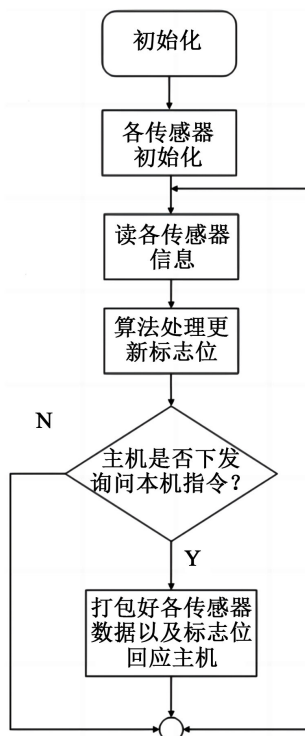 初始化
各传感器
初始化
读各传感器
信息
算法处理更
新标志位
N
主机是否下发
询问本机指令？
Y
打包好各传感器
数据以及标志位
回应主机